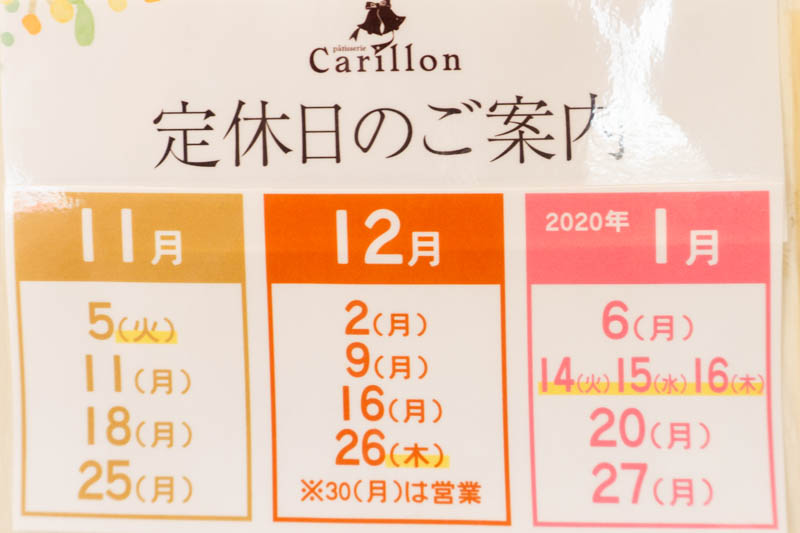 pâtisserie
Carillon
定休日のご案内
11月
5(火)
11(月)
18(月)
25(月)
12月
2(月)
9(月)
16(月)
26(木)
※30(月)は営業
2020年 1月
6(月)
14(火)15(水)16(木)
20(月)
27(月)